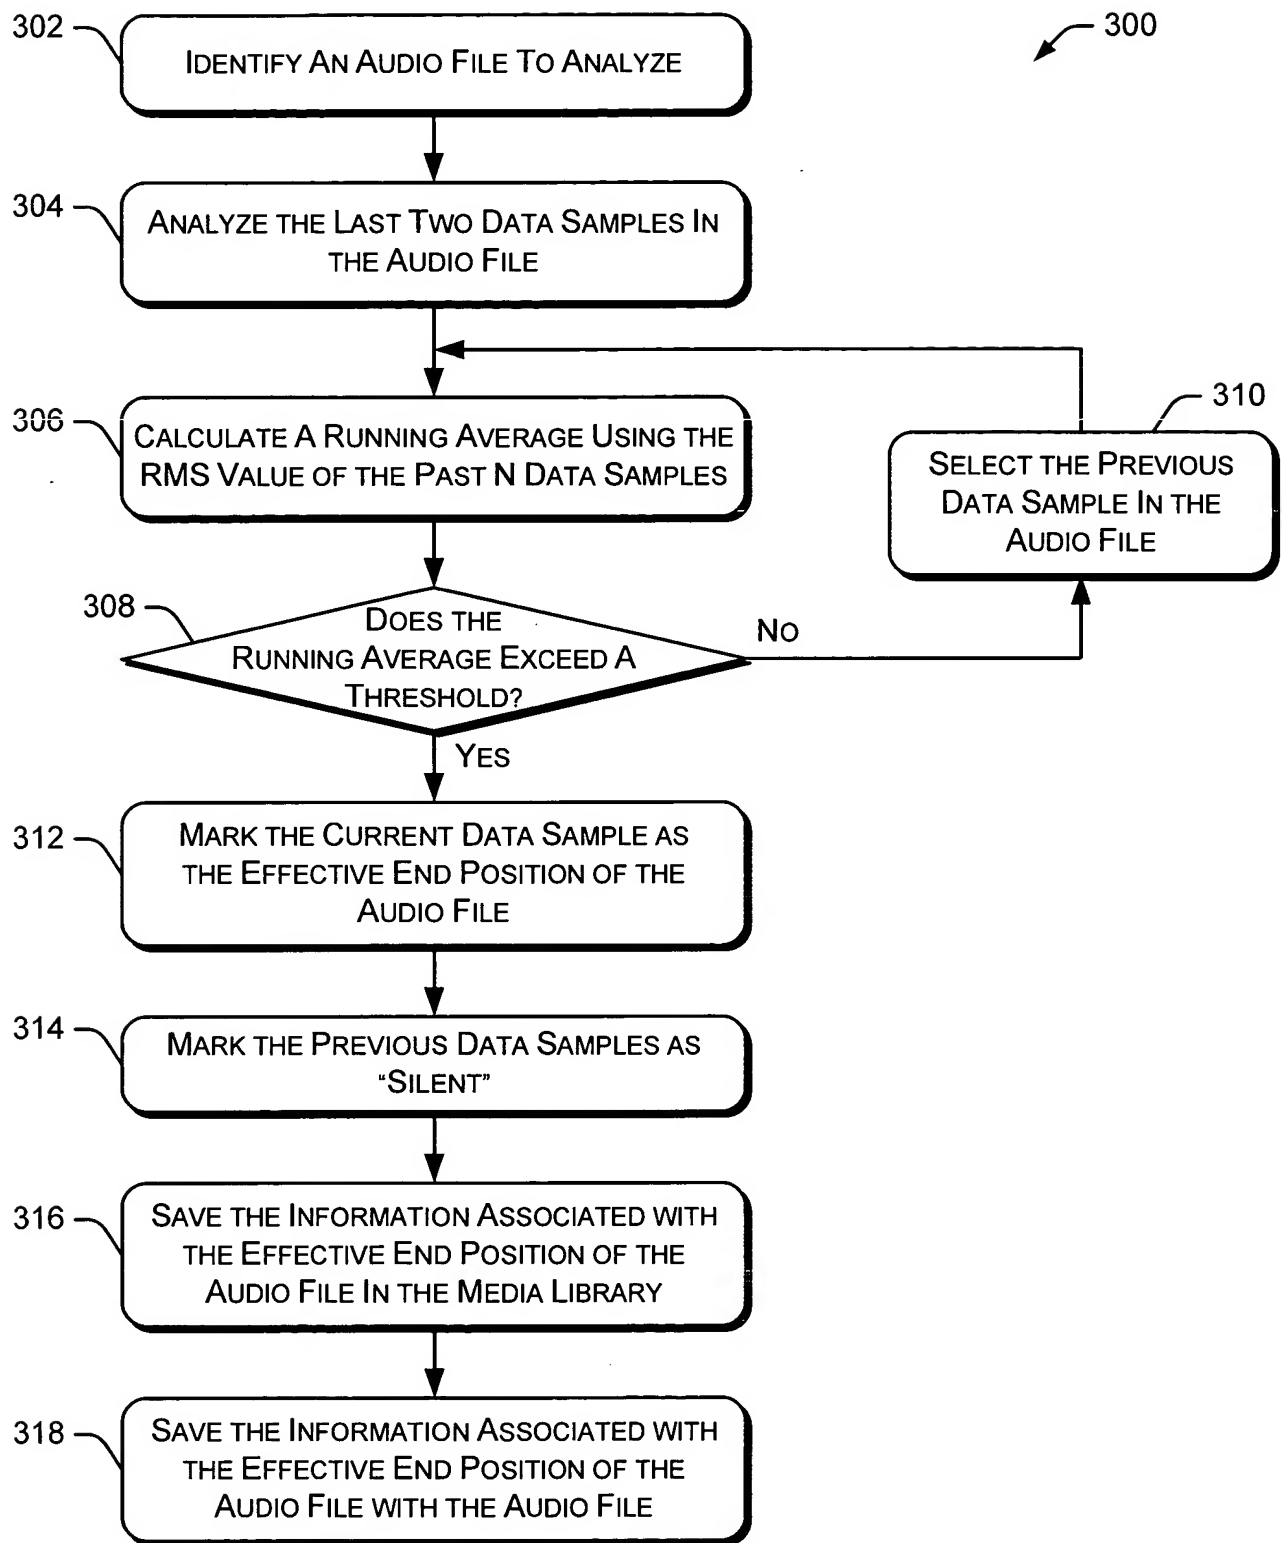 300
302
IDENTIFY AN AUDIO FILE TO ANALYZE
304
ANALYZE THE LAST TWO DATA SAMPLES IN
THE AUDIO FILE
306
CALCULATE A RUNNING AVERAGE USING THE
RMS VALUE OF THE PAST N DATA SAMPLES
310
SELECT THE PREVIOUS
DATA SAMPLE IN THE
AUDIO FILE
308
DOES THE
RUNNING AVERAGE EXCEED A
THRESHOLD?
NO
YES
312
MARK THE CURRENT DATA SAMPLE AS
THE EFFECTIVE END POSITION OF THE
AUDIO FILE
314
MARK THE PREVIOUS DATA SAMPLES AS
"SILENT"
316
SAVE THE INFORMATION ASSOCIATED WITH
THE EFFECTIVE END POSITION OF THE
AUDIO FILE IN THE MEDIA LIBRARY
318
SAVE THE INFORMATION ASSOCIATED WITH
THE EFFECTIVE END POSITION OF THE
AUDIO FILE WITH THE AUDIO FILE